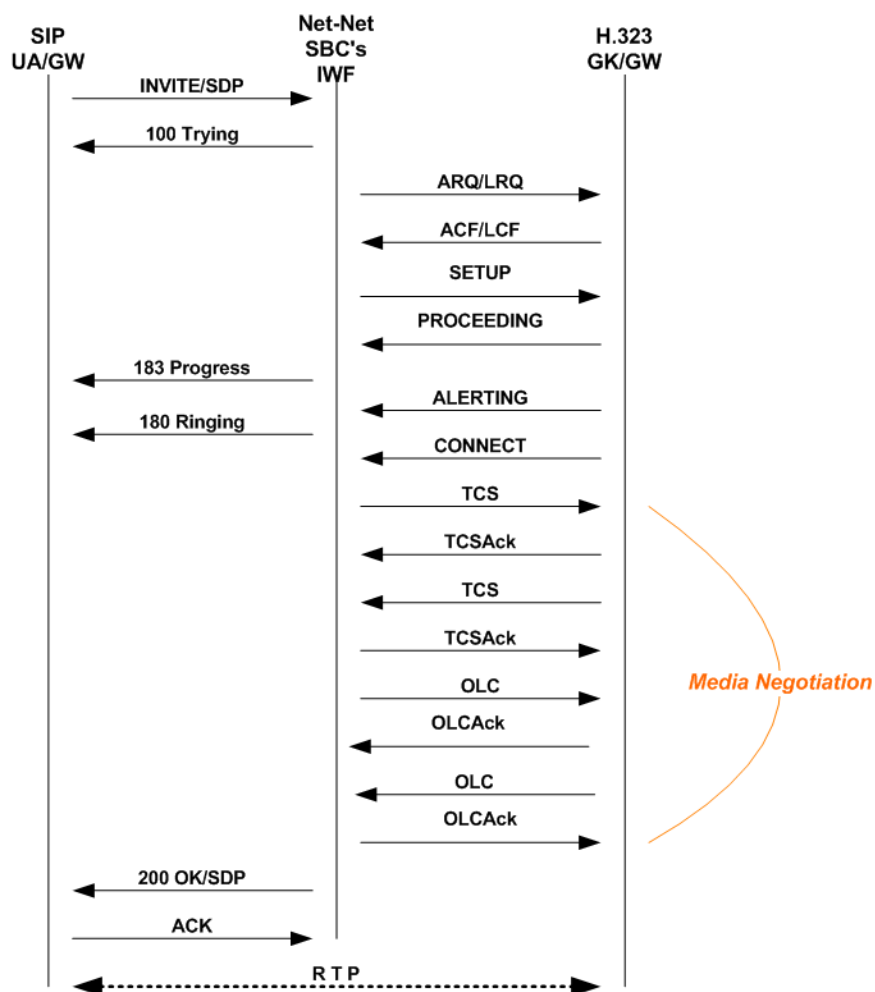 SIP
UA/GW
Net-Net
SBC's
IWF
H.323
GK/GW
INVITE/SDP
100 Trying
ARQ/LRQ
ACF/LCF
SETUP
PROCEEDING
183 Progress
ALERTING
180 Ringing
CONNECT
TCS
TCSAck
TCS
TCSAck
Media Negotiation
OLC
OLCAck
OLC
OLCAck
200 OK/SDP
ACK
R T P